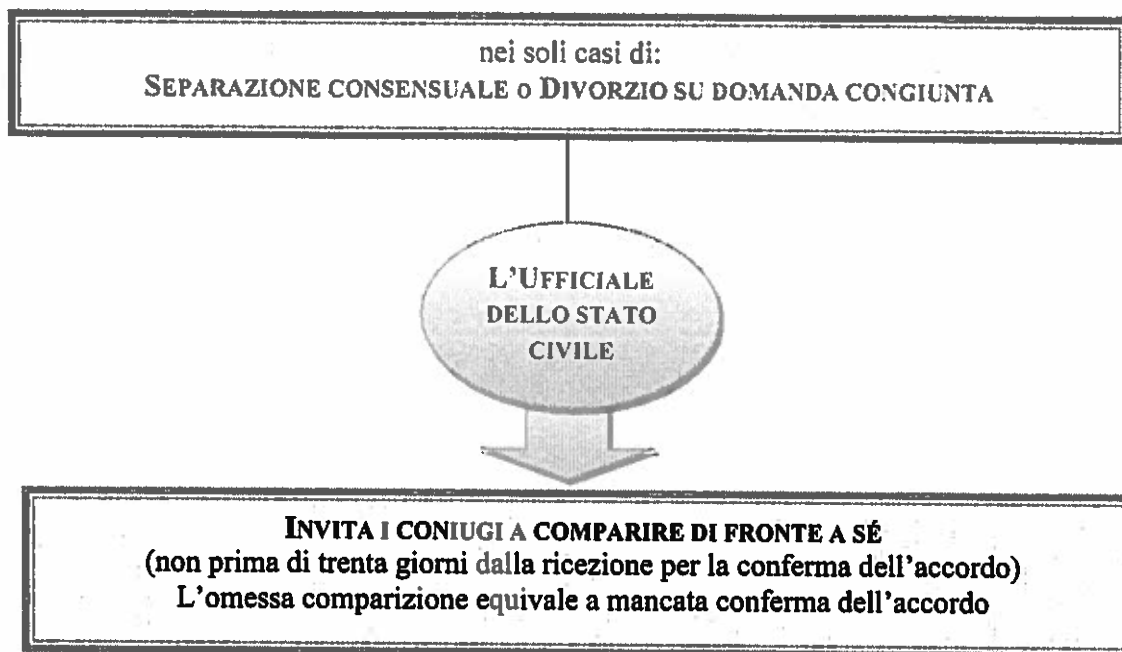 nei soli casi di:
SEPARAZIONE CONSENSUALE o DIVORZIO SU DOMANDA CONGIUNTA
L'UFFICIALE
DELLO STATO
CIVILE
INVITA I CONIUGI A COMPARIRE DI FRONTE A SÉ
(non prima di trenta giorni dalla ricezione per la conferma dell'accordo)
L'omessa comparizione equivale a mancata conferma dell'accordo